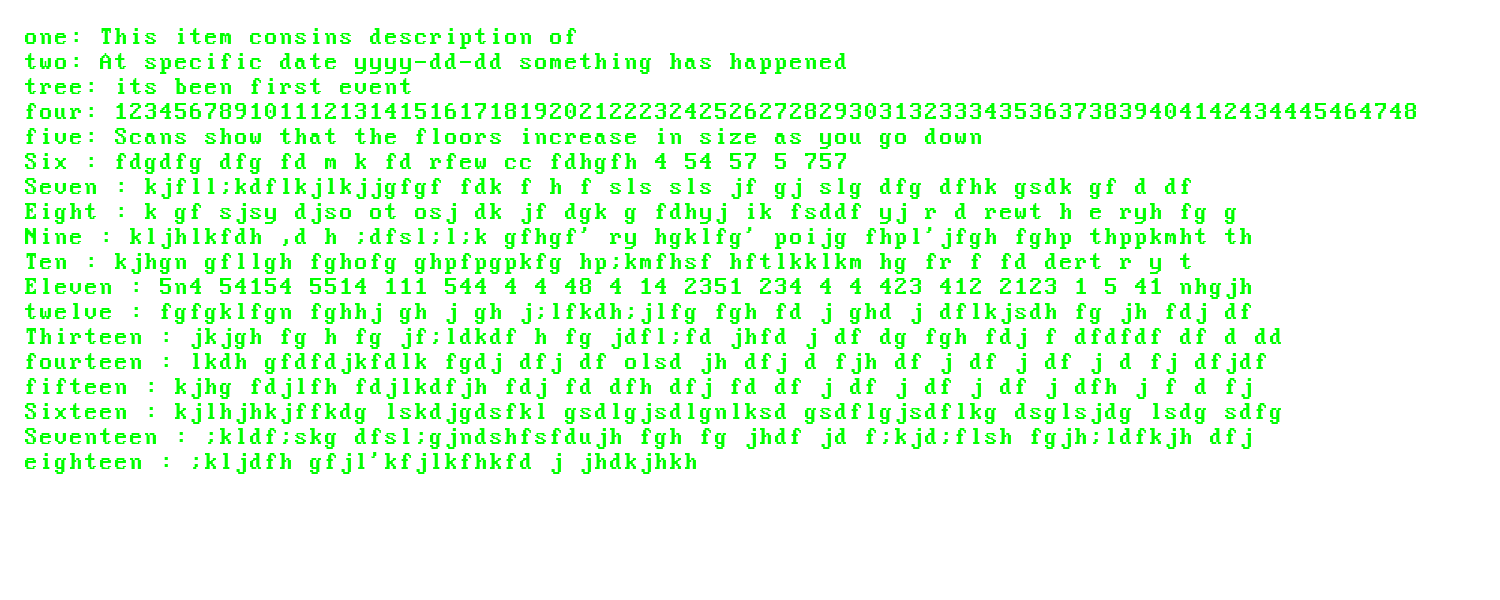 one: This item consins description of
two: At specific date yyyy-dd-dd something has happened
tree: its been first event
four: 123456789101112131415161718192021222324252627282930313233343536373839404142434445464748
five: Scans show that the floors increase in size as you go down
Six : fdgdfg dfg fd m k fd rfew cc fdhgfh 4 54 57 5 757
Seven : kjfll;kdflkjlkjjgfgf fdk f h f sls sls jf gj slg dfg dfhk gsdk gf d df
Eight : k gf sjsy djso ot osj dk jf dgk g fdhyj ik fsddf yj r d rewt h e ryh fg g
Nine : kljhlkfdh ,d h ;dfsl;l;k gfhgf' ry hgklfg' poijg fhpl'jfgh fghp thppkmht th
Ten : kjhgn gfllgh fghofg ghpfpgpkfg hp;kmfhsf hftlkklkm hg fr f fd dert r y t
Eleven : 5n4 54154 5514 111 544 4 4 48 4 14 2351 234 4 4 423 412 2123 1 5 41 nhgjh
twelve : fgfgklfgn fghhj gh j gh j;lfkdh;jlfg fgh fd j ghd j dflkjsdh fg jh fdj df
Thirteen : jkjgh fg h fg jf;ldkdf h fg jdfl;fd jhfd j df dg fgh fdj f dfdfdf df d dd
fourteen : lkdh gfdfdjkfdlk fgdj dfj df olsd jh dfj d fjh df j df j df j d fj dfjdf
fifteen : kjhg fdjlfh fdjlkdfjh fdj fd dfh dfj fd df j df j df j df j dfh j f d fj
Sixteen : kjlhjhkjffkdg lskdjgdsfkl gsdlgjsdlgnlksd gsdflgjsdflkg dsglsjdg lsdg sdfg
Seventeen : ;kldf;skg dfsl;gjndshfsfdujh fgh fg jhdf jd f;kjd;flsh fgjh;ldfkjh dfj
eighteen : ;kljdfh gfjl'kfjlkfhkfd j jhdkjhkh